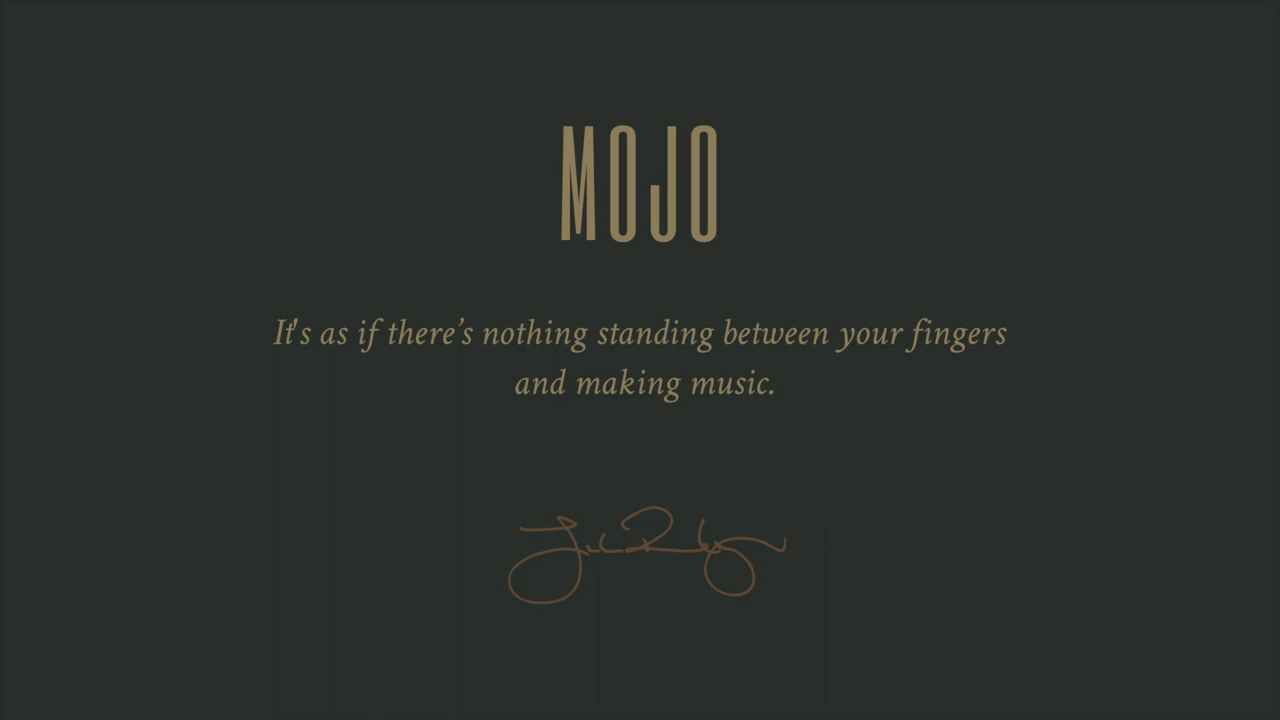 MOJO
It's as if there’s nothing standing between your fingers
and making music.